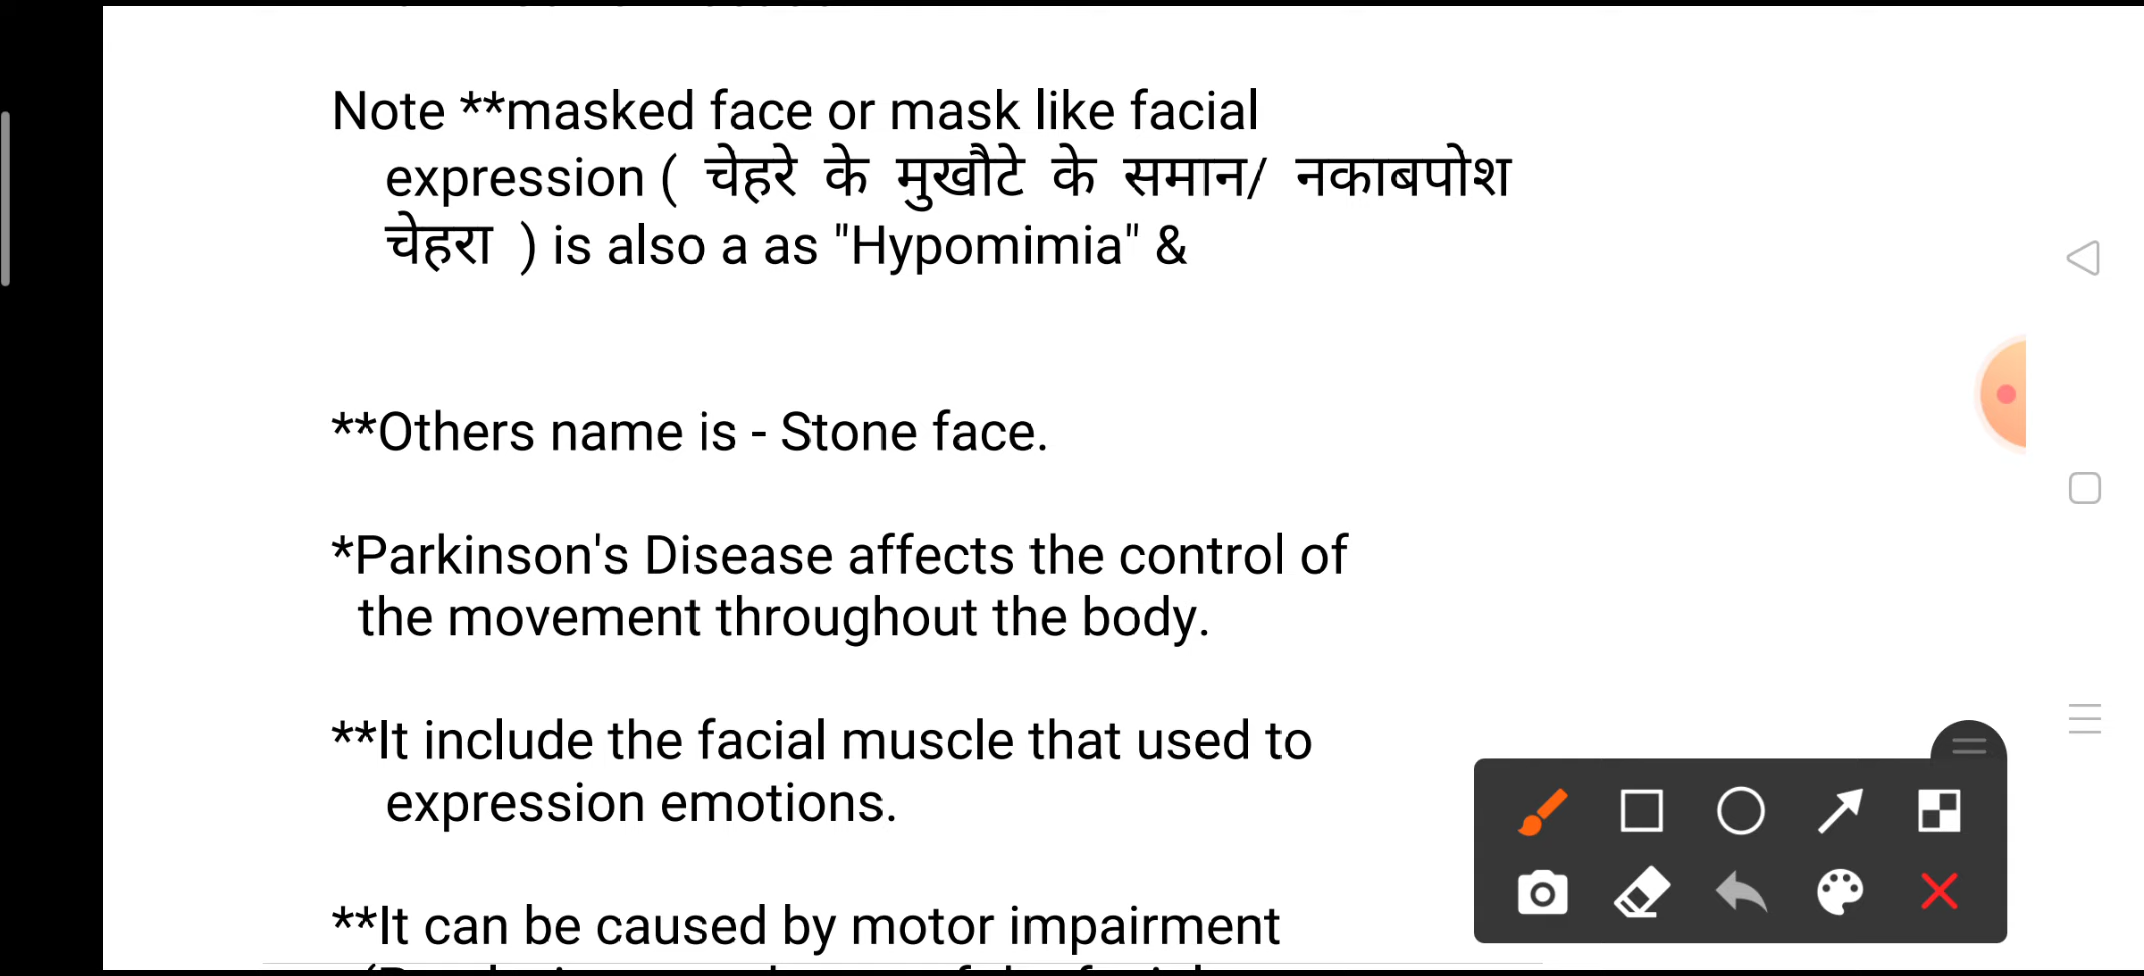 Note **masked face or mask like facial
expression ( चेहरे के मुखौटे के समान/ नकाबपोश
चेहरा ) is also a as "Hypomimia" &
**Others name is - Stone face.
*Parkinson's Disease affects the control of
the movement throughout the body.
**It include the facial muscle that used to
expression emotions.
**It can be caused by motor impairment